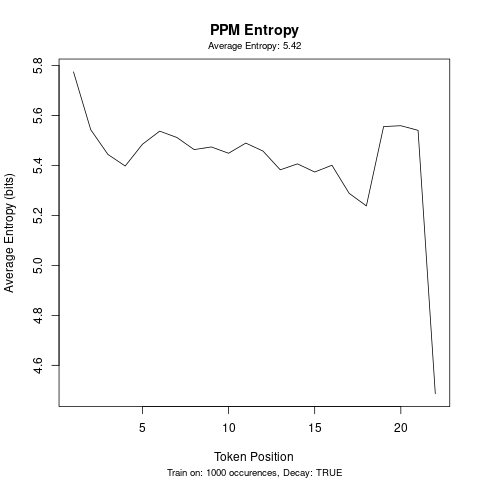 PPM Entropy
Average Entropy: 5.42
5.8
5.6
5.4
5.2
5.0
4.8
4.6
Average Entropy (bits)
5 10 15 20
Token Position
Train on: 1000 occurences, Decay: TRUE